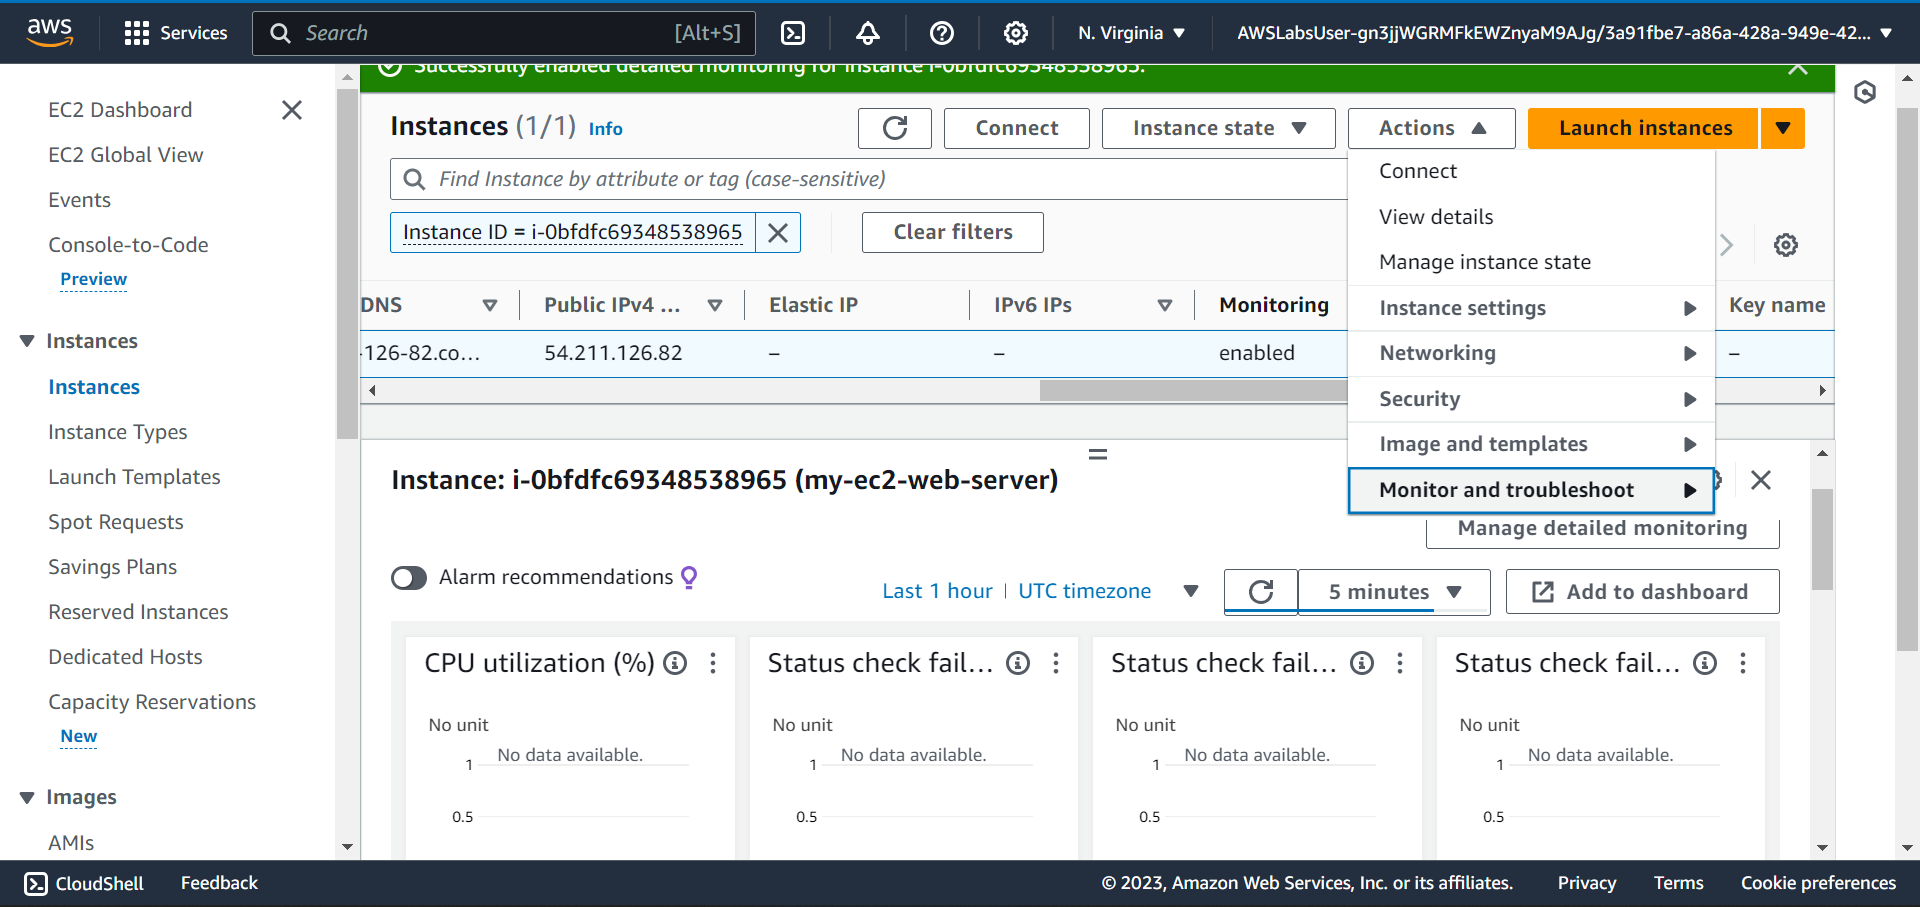 aws
Services
Search
[Alt+S]
N. Virginia
AWSLabsUser-gn3jjWGRMFkEWZnyaM9AJg/3a91fbe7-a86a-428a-949e-42...
EC2 Dashboard
EC2 Global View
Events
Console-to-Code
Preview
Instances
Instances
Instance Types
Launch Templates
Spot Requests
Savings Plans
Reserved Instances
Dedicated Hosts
Capacity Reservations
New
Images
AMIs
Successfully enabled detailed monitoring for instance i-0bfdfc69348538965.
Instances (1/1) Info
Connect
Instance state
Actions
Launch instances
Find Instance by attribute or tag (case-sensitive)
Instance ID = i-0bfdfc69348538965
Clear filters
Connect
View details
Manage instance state
Instance settings
Networking
Security
Image and templates
Monitor and troubleshoot
DNS
Public IPv4 ...
Elastic IP
IPv6 IPs
Monitoring
Key name
-126-82.co...
54.211.126.82
–
–
enabled
–
Instance: i-0bfdfc69348538965 (my-ec2-web-server)
Manage detailed monitoring
Alarm recommendations
Last 1 hour
UTC timezone
5 minutes
Add to dashboard
CPU utilization (%)
No unit
No data available.
1
0.5
Status check fail...
No unit
No data available.
1
0.5
Status check fail...
No unit
No data available.
1
0.5
Status check fail...
No unit
No data available.
1
0.5
CloudShell
Feedback
© 2023, Amazon Web Services, Inc. or its affiliates.
Privacy
Terms
Cookie preferences